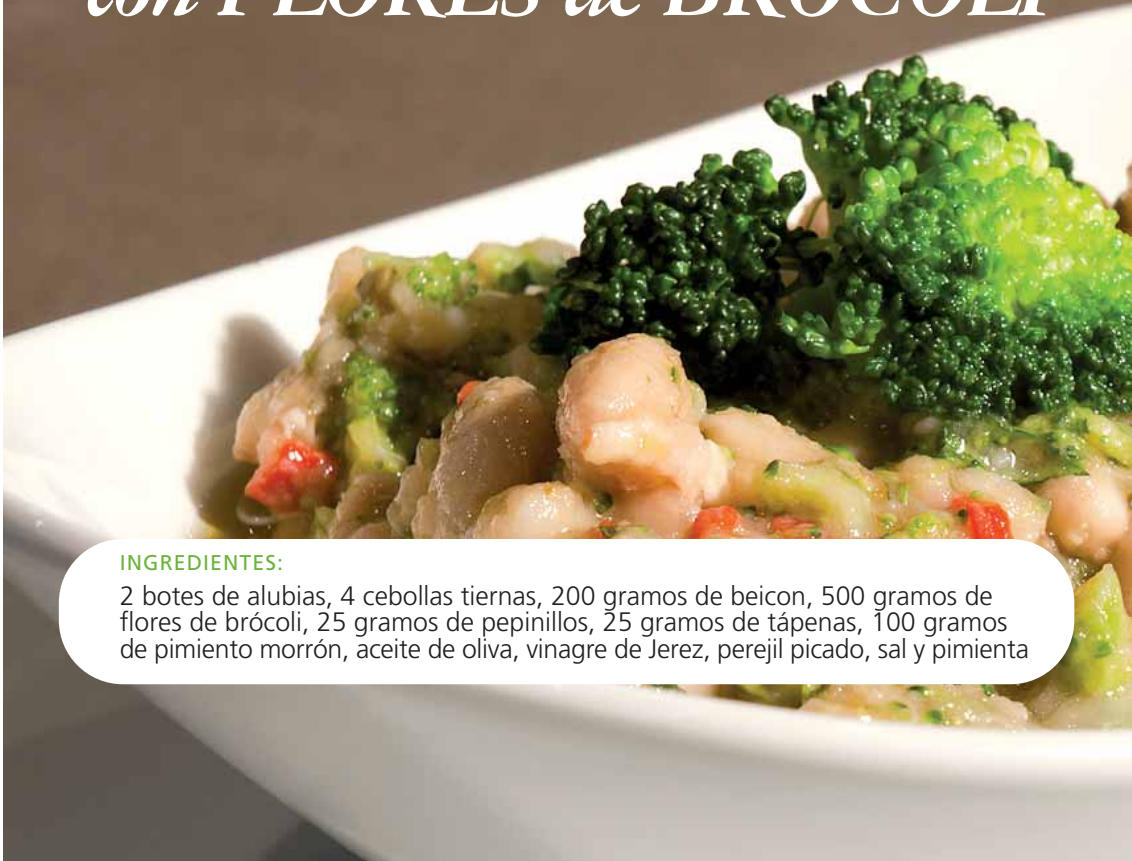 con FLORES de BRÓCOLI
INGREDIENTES:
2 botes de alubias, 4 cebollas tiernas, 200 gramos de beicon, 500 gramos de
flores de brócoli, 25 gramos de pepinillos, 25 gramos de tápenas, 100 gramos
de pimiento morrón, aceite de oliva, vinagre de Jerez, perejil picado, sal y pimienta